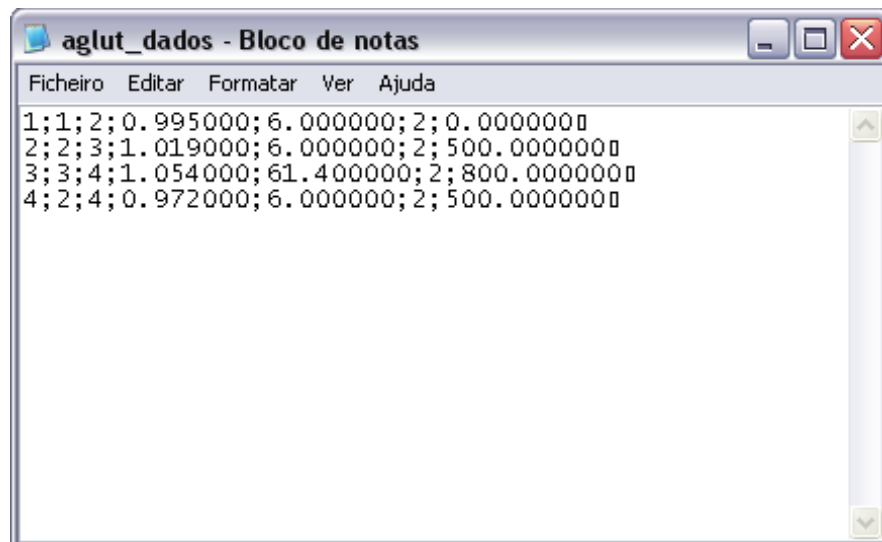 aglut_dados - Bloco de notas
Ficheiro Editar Formatar Ver Ajuda
1;1;2;0.995000;6.000000;2;0.000000▯
2;2;3;1.019000;6.000000;2;500.000000▯
3;3;4;1.054000;61.400000;2;800.000000▯
4;2;4;0.972000;6.000000;2;500.000000▯